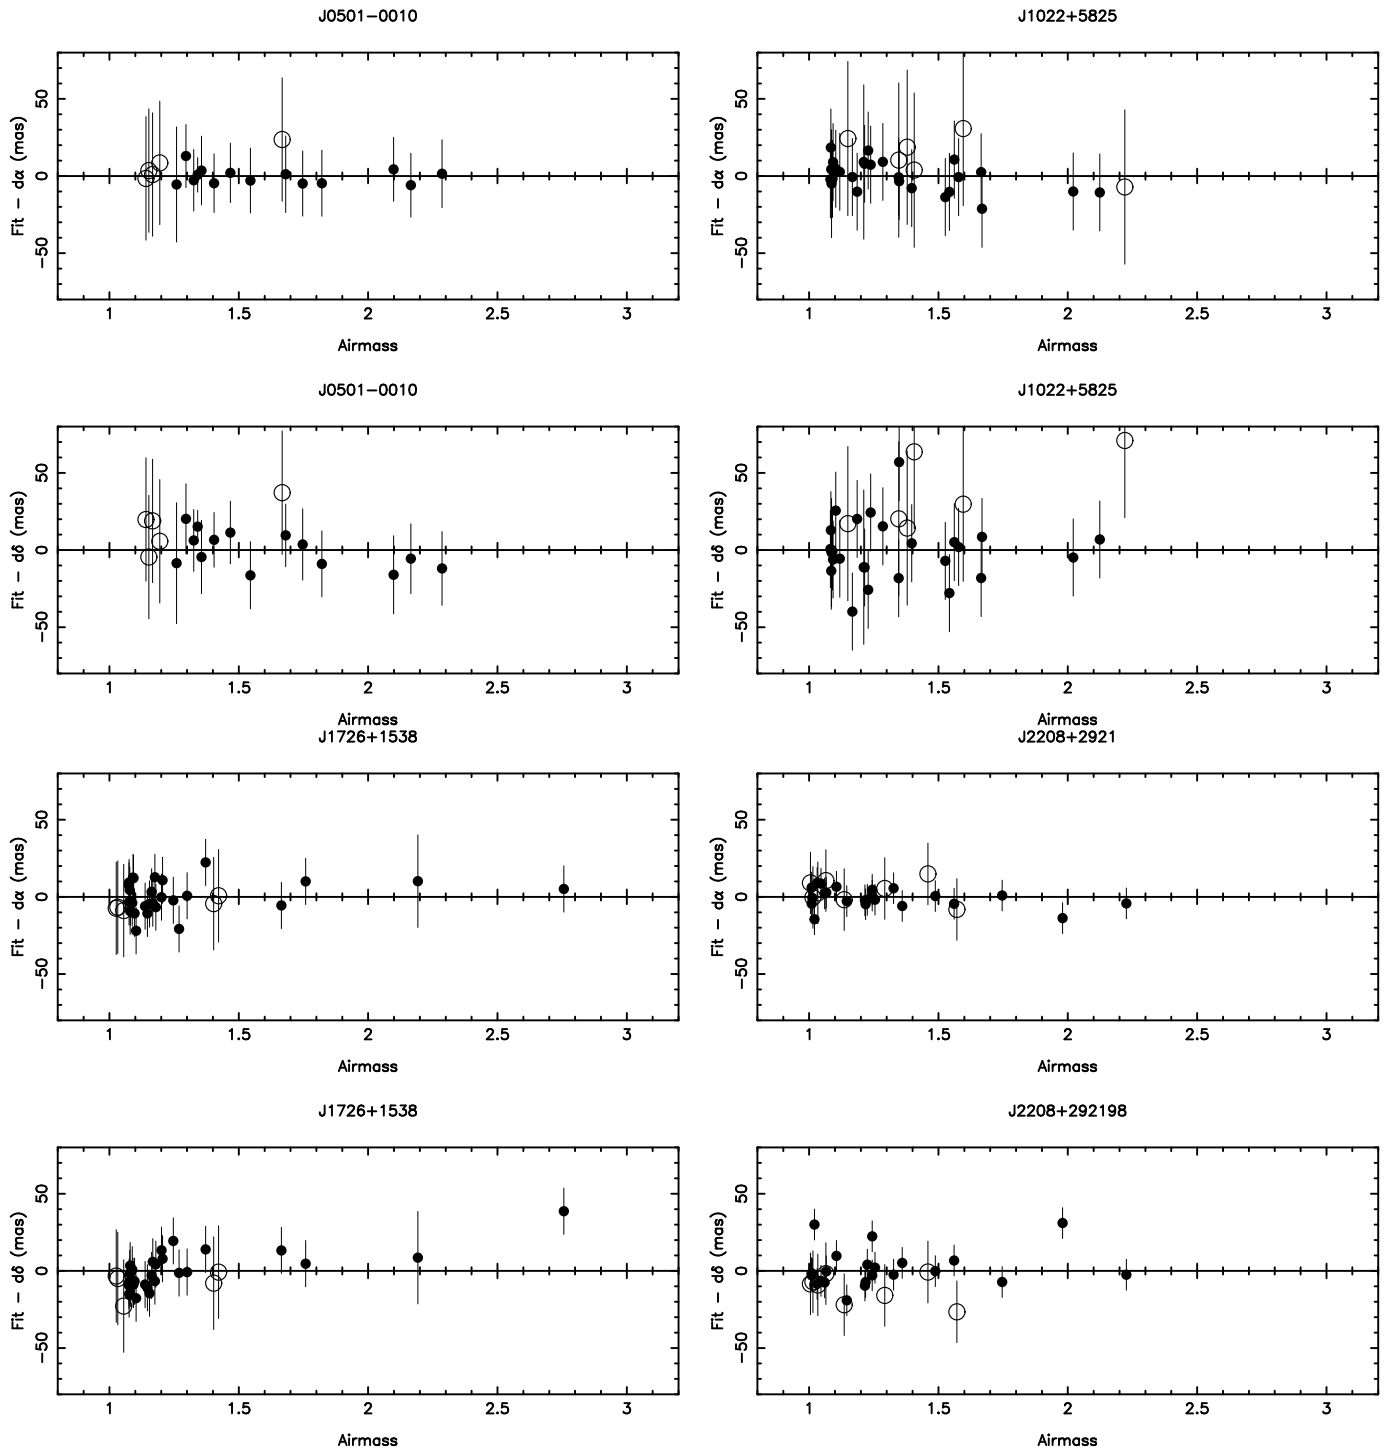 J0501-0010
J1022+5825
Fit - dα (mas)
50
0
-50
1 1.5 2 2.5 3
Airmass
Fit - dα (mas)
50
0
-50
1 1.5 2 2.5 3
Airmass
J0501-0010
J1022+5825
Fit - dδ (mas)
50
0
-50
1 1.5 2 2.5 3
Airmass
Fit - dδ (mas)
50
0
-50
1 1.5 2 2.5 3
Airmass
J1726+1538
J2208+2921
Fit - dα (mas)
50
0
-50
1 1.5 2 2.5 3
Airmass
Fit - dα (mas)
50
0
-50
1 1.5 2 2.5 3
Airmass
J1726+1538
J2208+292198
Fit - dδ (mas)
50
0
-50
1 1.5 2 2.5 3
Airmass
Fit - dδ (mas)
50
0
-50
1 1.5 2 2.5 3
Airmass